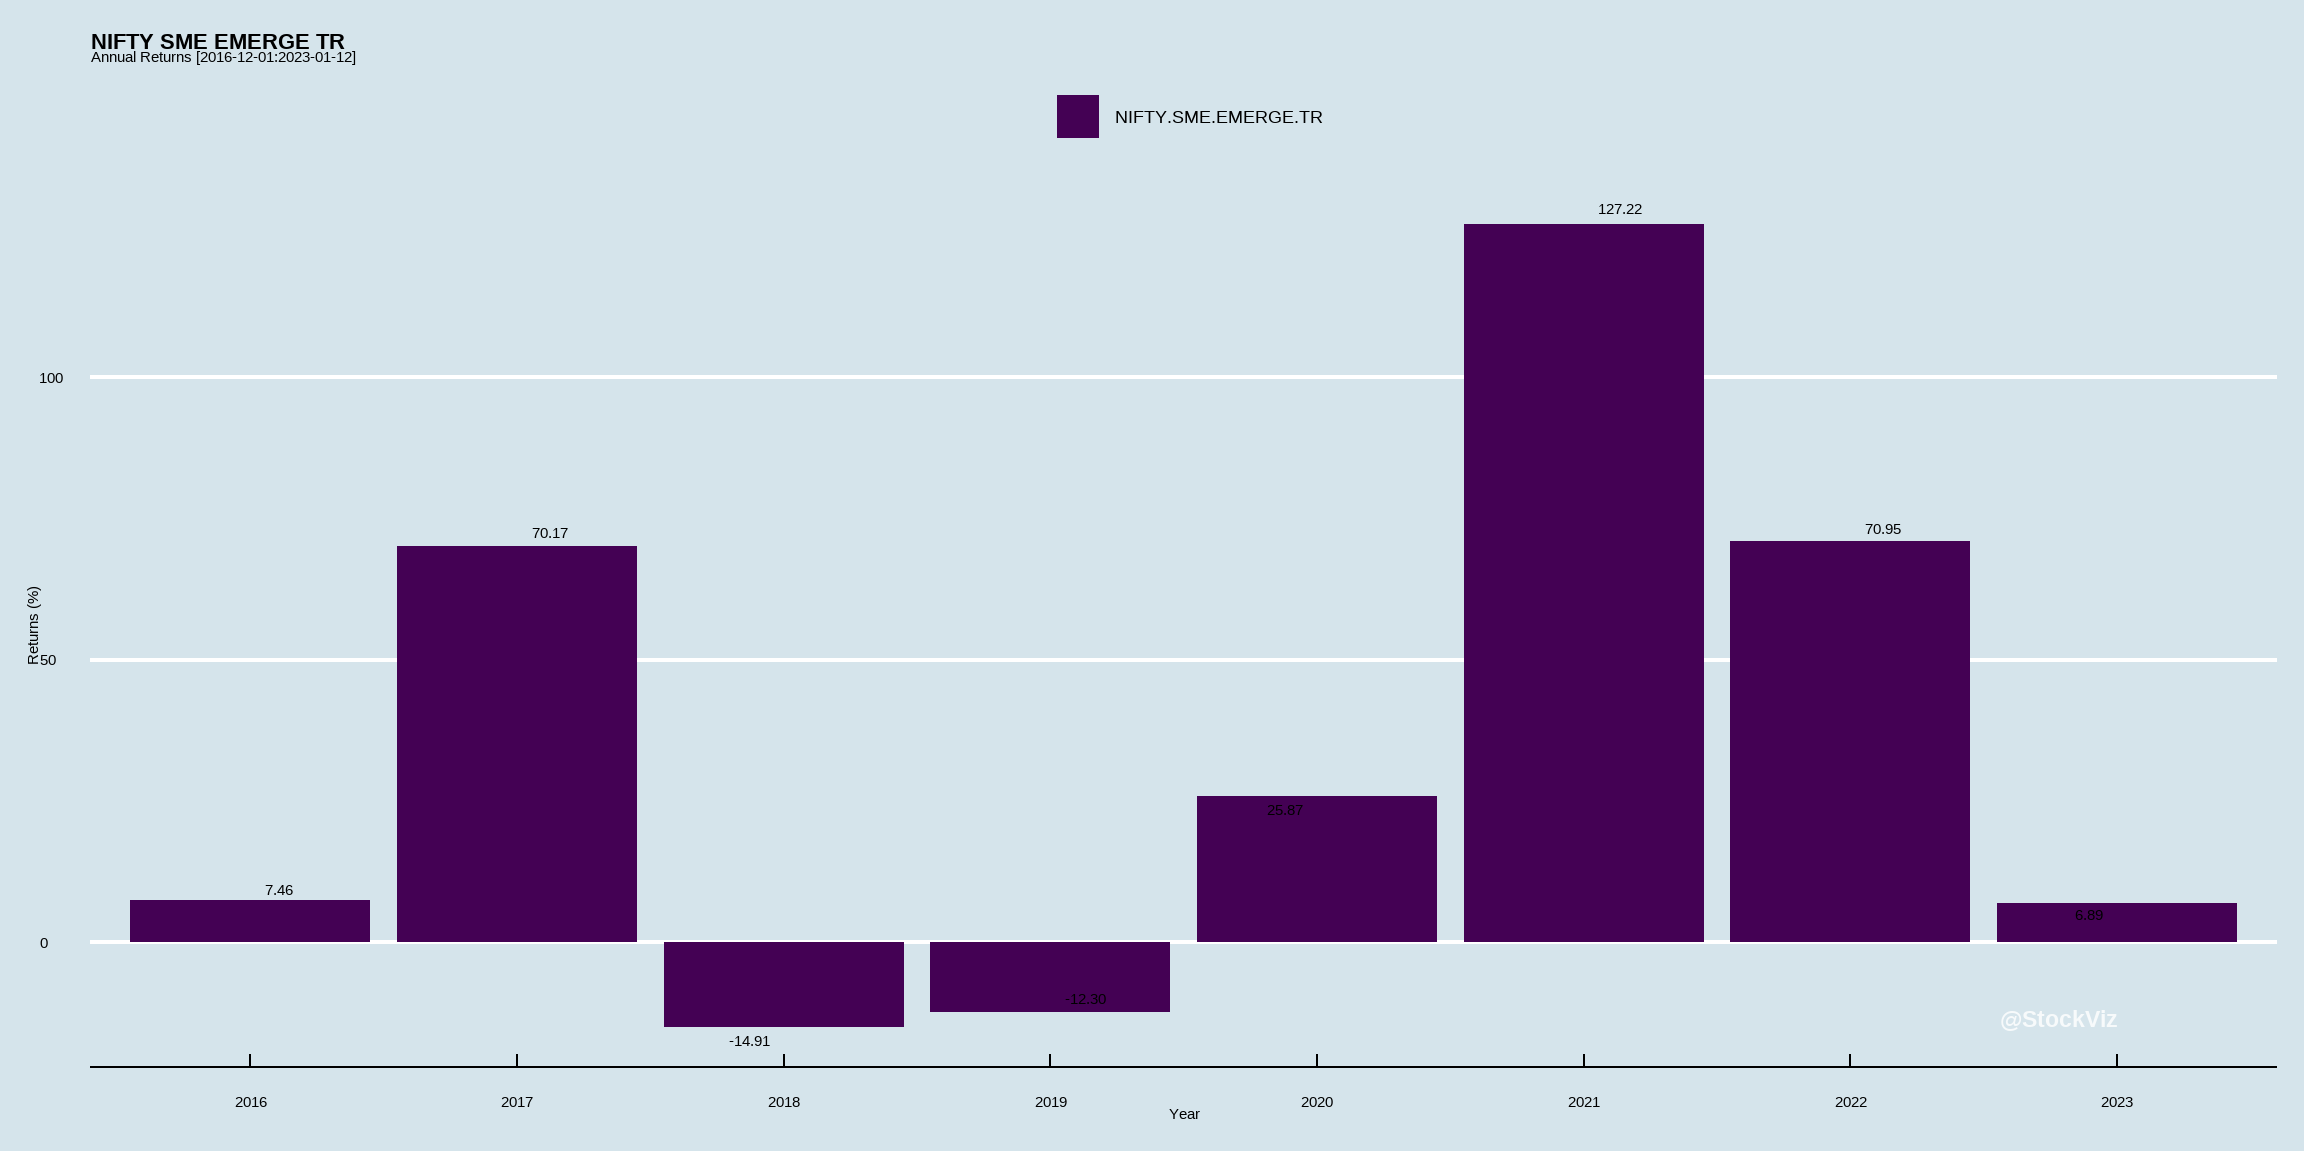 NIFTY SME EMERGE TR
Annual Returns [2016-12-01:2023-01-12]
NIFTY.SME.EMERGE.TR
127.22
100
70.17
70.95
Returns (%)
50
25.87
7.46
6.89
0
-12.30
-14.91
@StockViz
2016 2017 2018 2019 2020 2021 2022 2023
Year